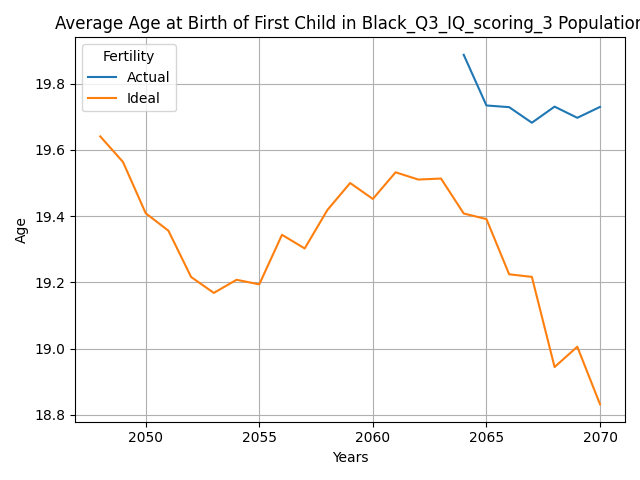 Average Age at Birth of First Child in Black_Q3_IQ_scoring_3 Population
Fertility
Actual
Ideal
19.8
19.6
19.4
19.2
19.0
18.8
Age
2050
2055
2060
2065
2070
Years